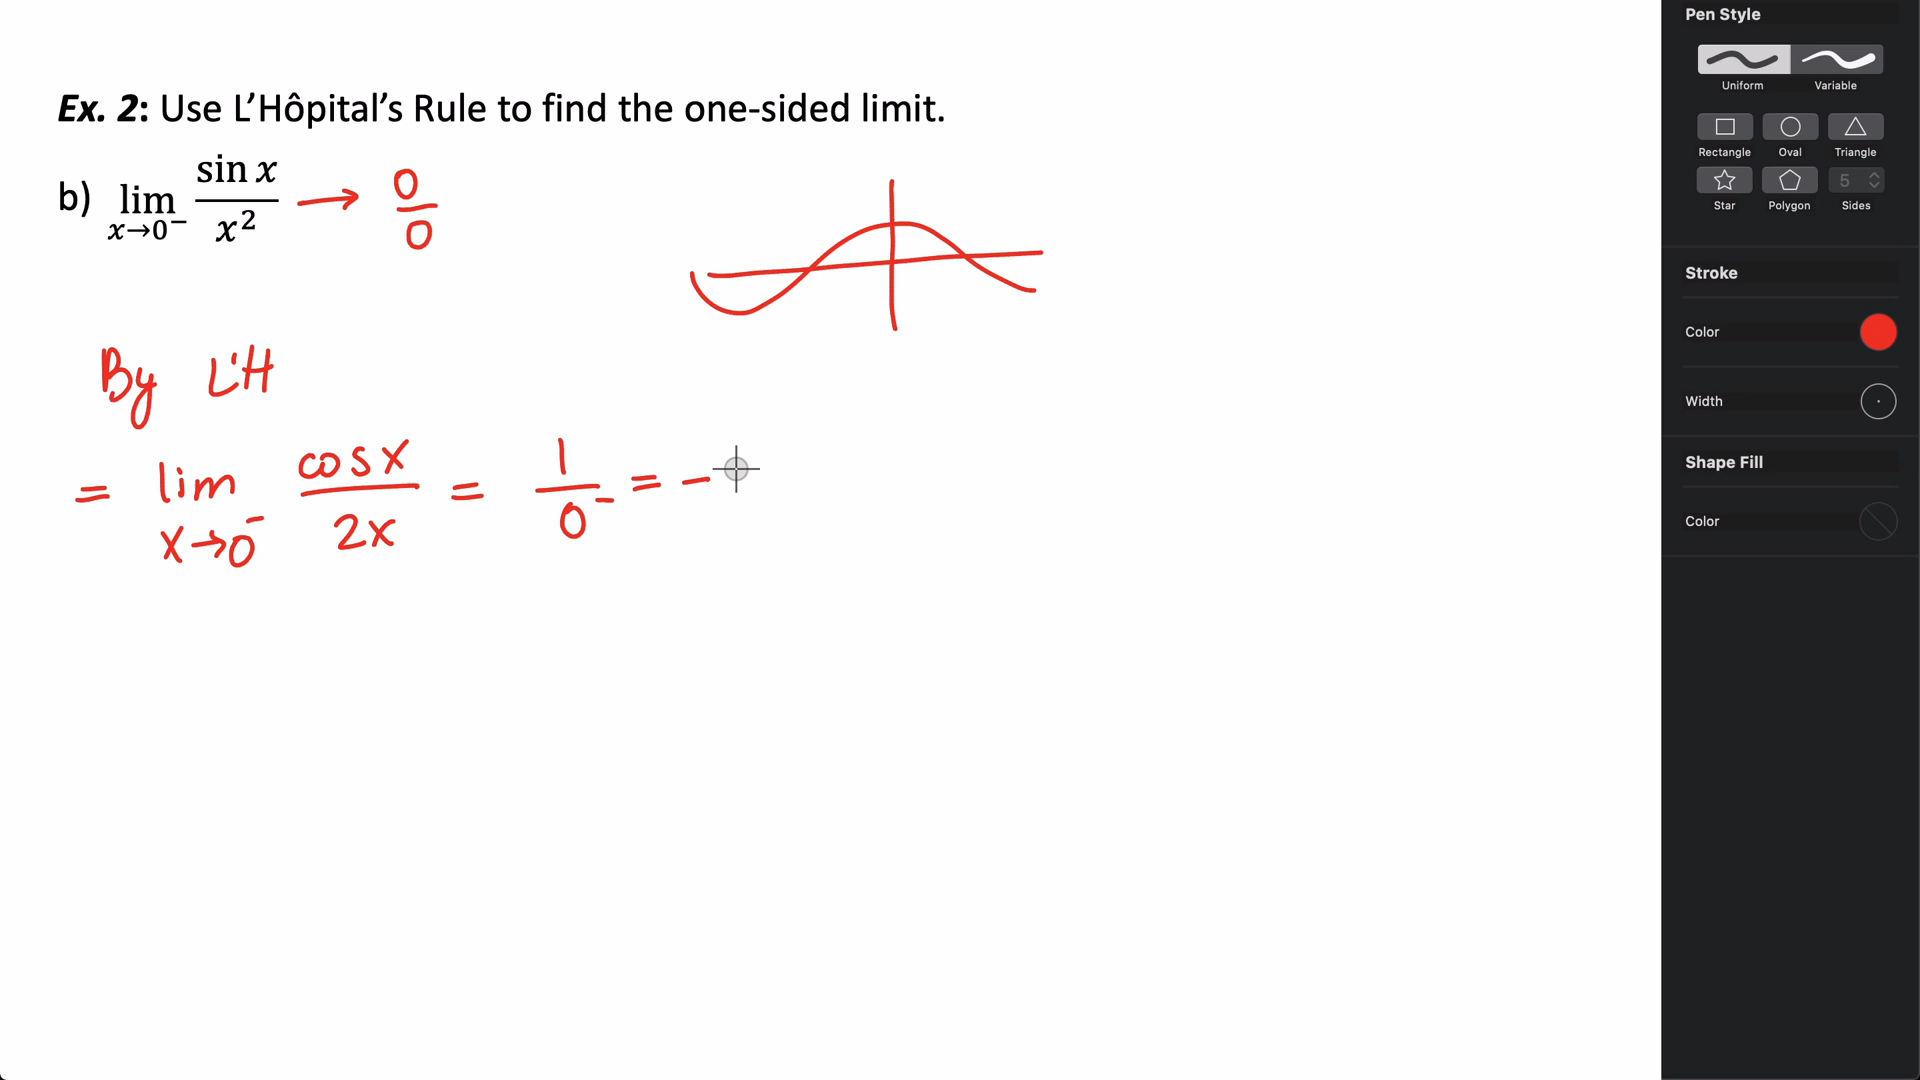 Ex. 2: Use L’Hôpital’s Rule to find the one-sided limit.
b) lim x→0⁻ sin x / x² → 0/0
By L'H
= lim x→0⁻ cosx / 2x = 1/0⁻ = -
Pen Style
Uniform Variable
Rectangle Oval Triangle
5
Star Polygon Sides
Stroke
Color
Width
Shape Fill
Color